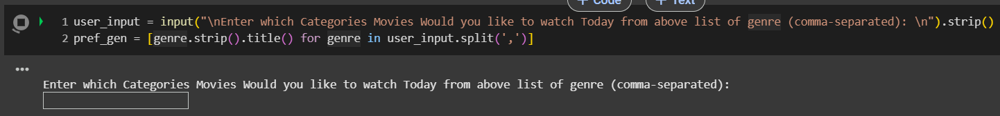 + Code + Text
1 user_input = input("\nEnter which Categories Movies Would you like to watch Today from above list of genre (comma-separated): \n").strip()
2 pref_gen = [genre.strip().title() for genre in user_input.split(',')]
Enter which Categories Movies Would you like to watch Today from above list of genre (comma-separated):